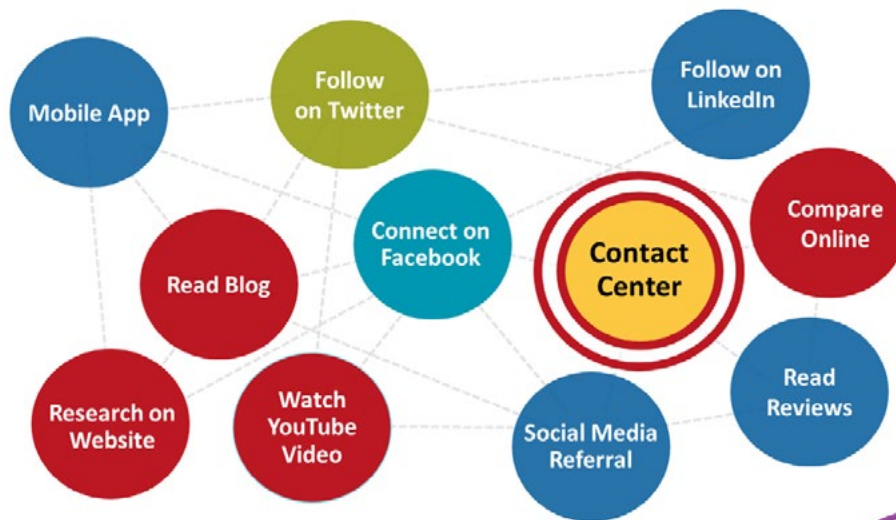 Mobile App
Follow
on Twitter
Follow on
LinkedIn
Compare
Online
Connect on
Facebook
Contact
Center
Read Blog
Read
Reviews
Research on
Website
Watch
YouTube
Video
Social Media
Referral